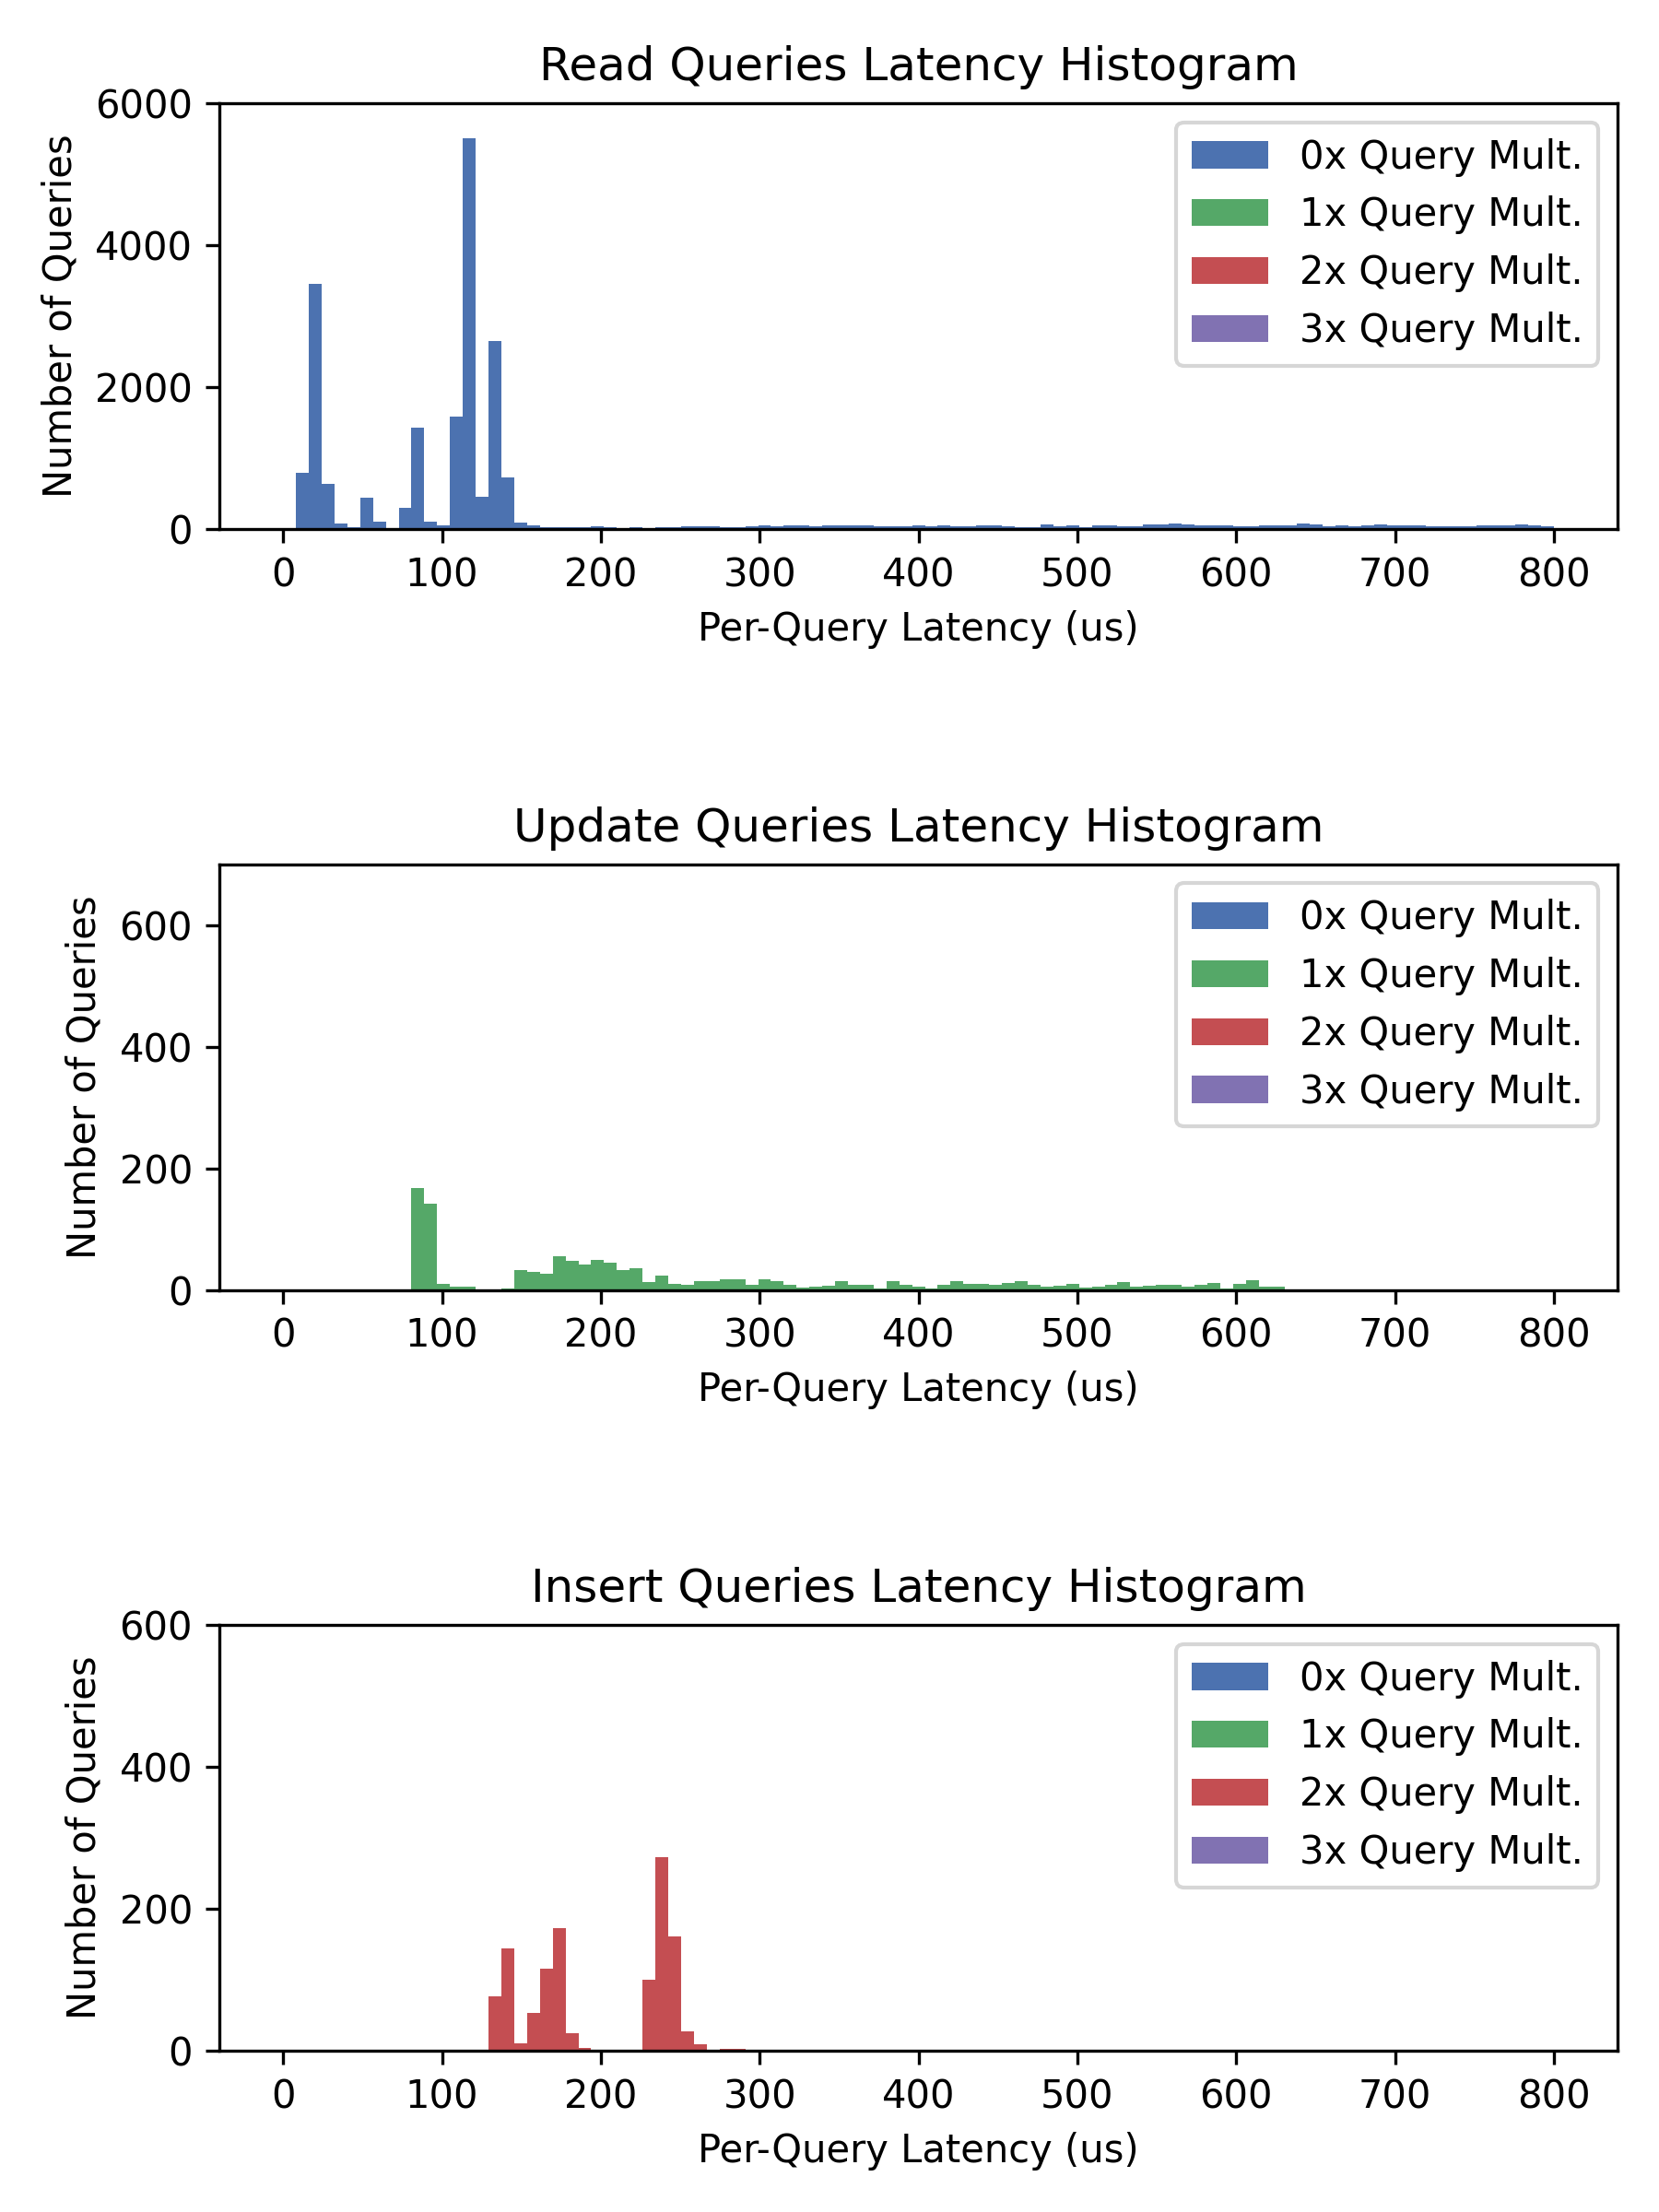 Read Queries Latency Histogram
6000
4000
2000
0
Number of Queries
0x Query Mult.
1x Query Mult.
2x Query Mult.
3x Query Mult.
0 100 200 300 400 500 600 700 800
Per-Query Latency (us)
Update Queries Latency Histogram
600
400
200
0
Number of Queries
0x Query Mult.
1x Query Mult.
2x Query Mult.
3x Query Mult.
0 100 200 300 400 500 600 700 800
Per-Query Latency (us)
Insert Queries Latency Histogram
600
400
200
0
Number of Queries
0x Query Mult.
1x Query Mult.
2x Query Mult.
3x Query Mult.
0 100 200 300 400 500 600 700 800
Per-Query Latency (us)